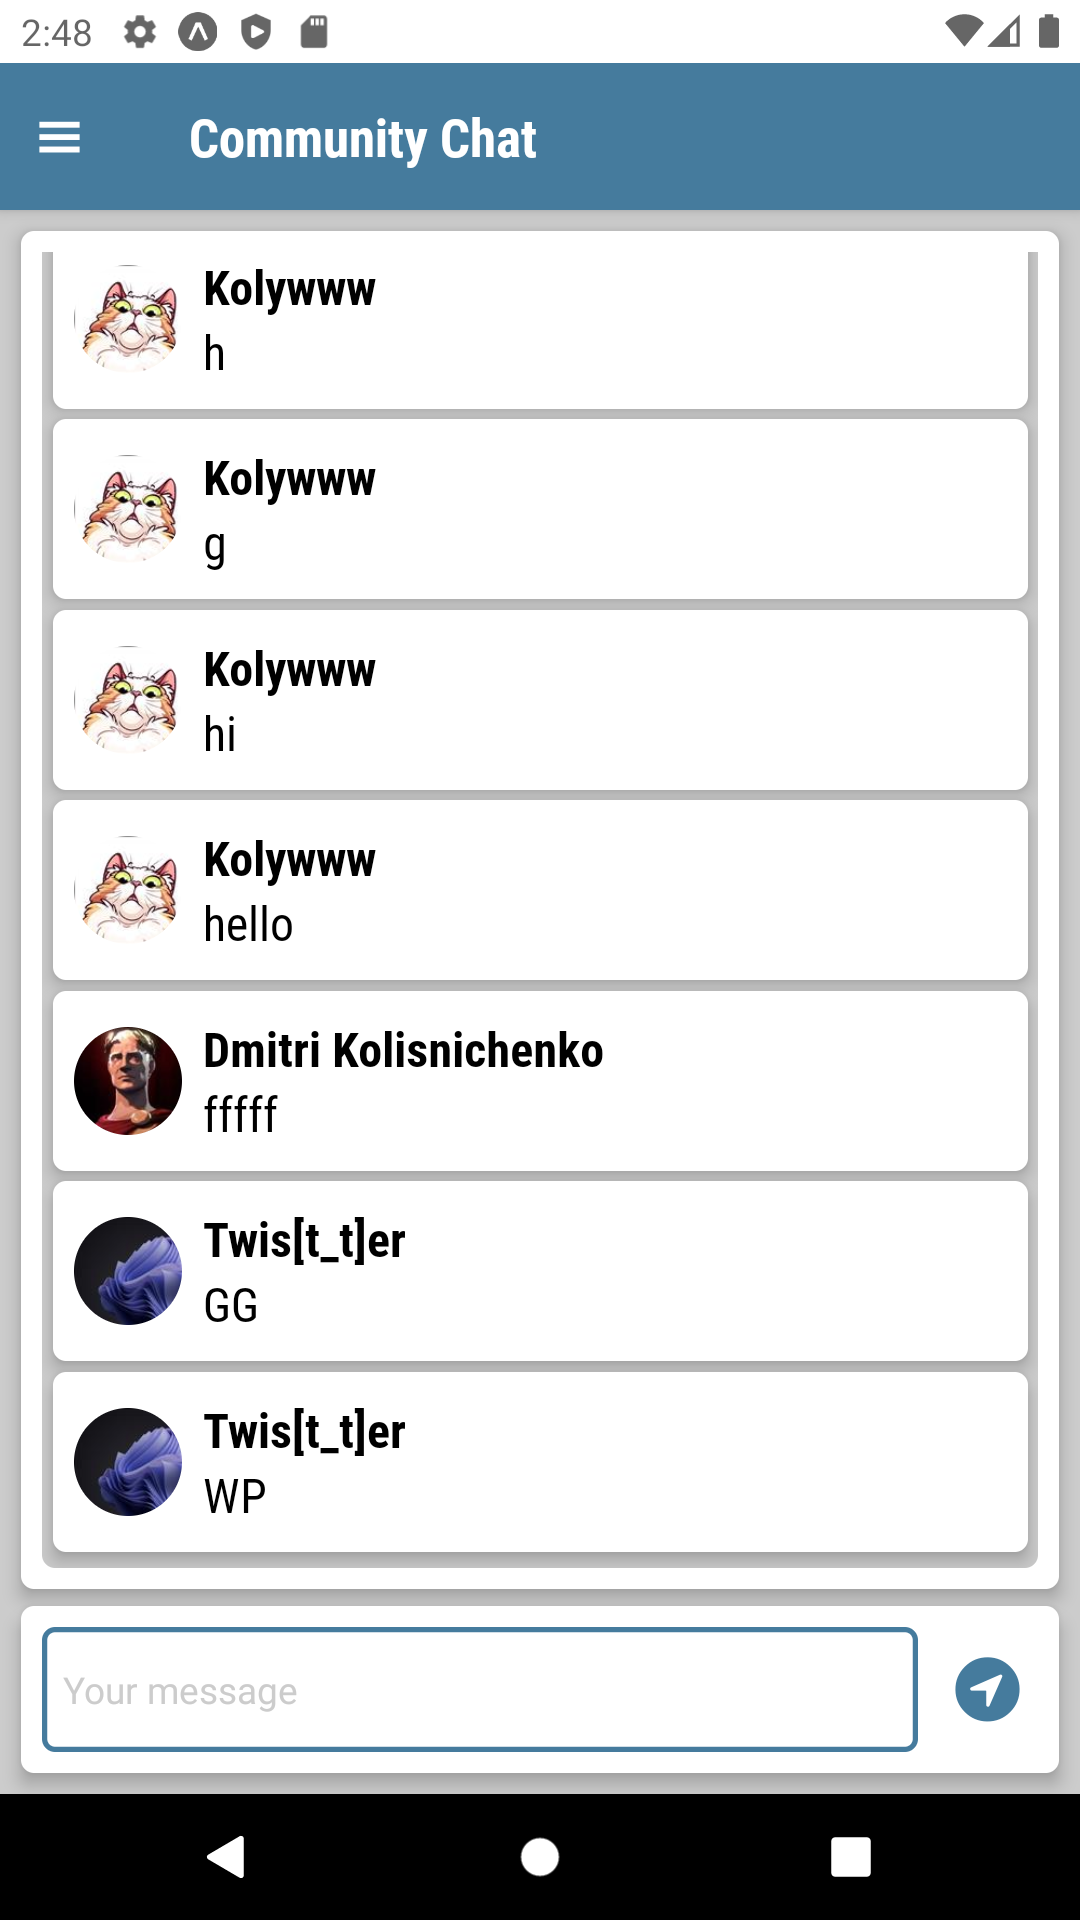 2:48
Community Chat
Kolywww
h
Kolywww
g
Kolywww
hi
Kolywww
hello
Dmitri Kolisnichenko
fffff
Twis[t_t]er
GG
Twis[t_t]er
WP
Your message